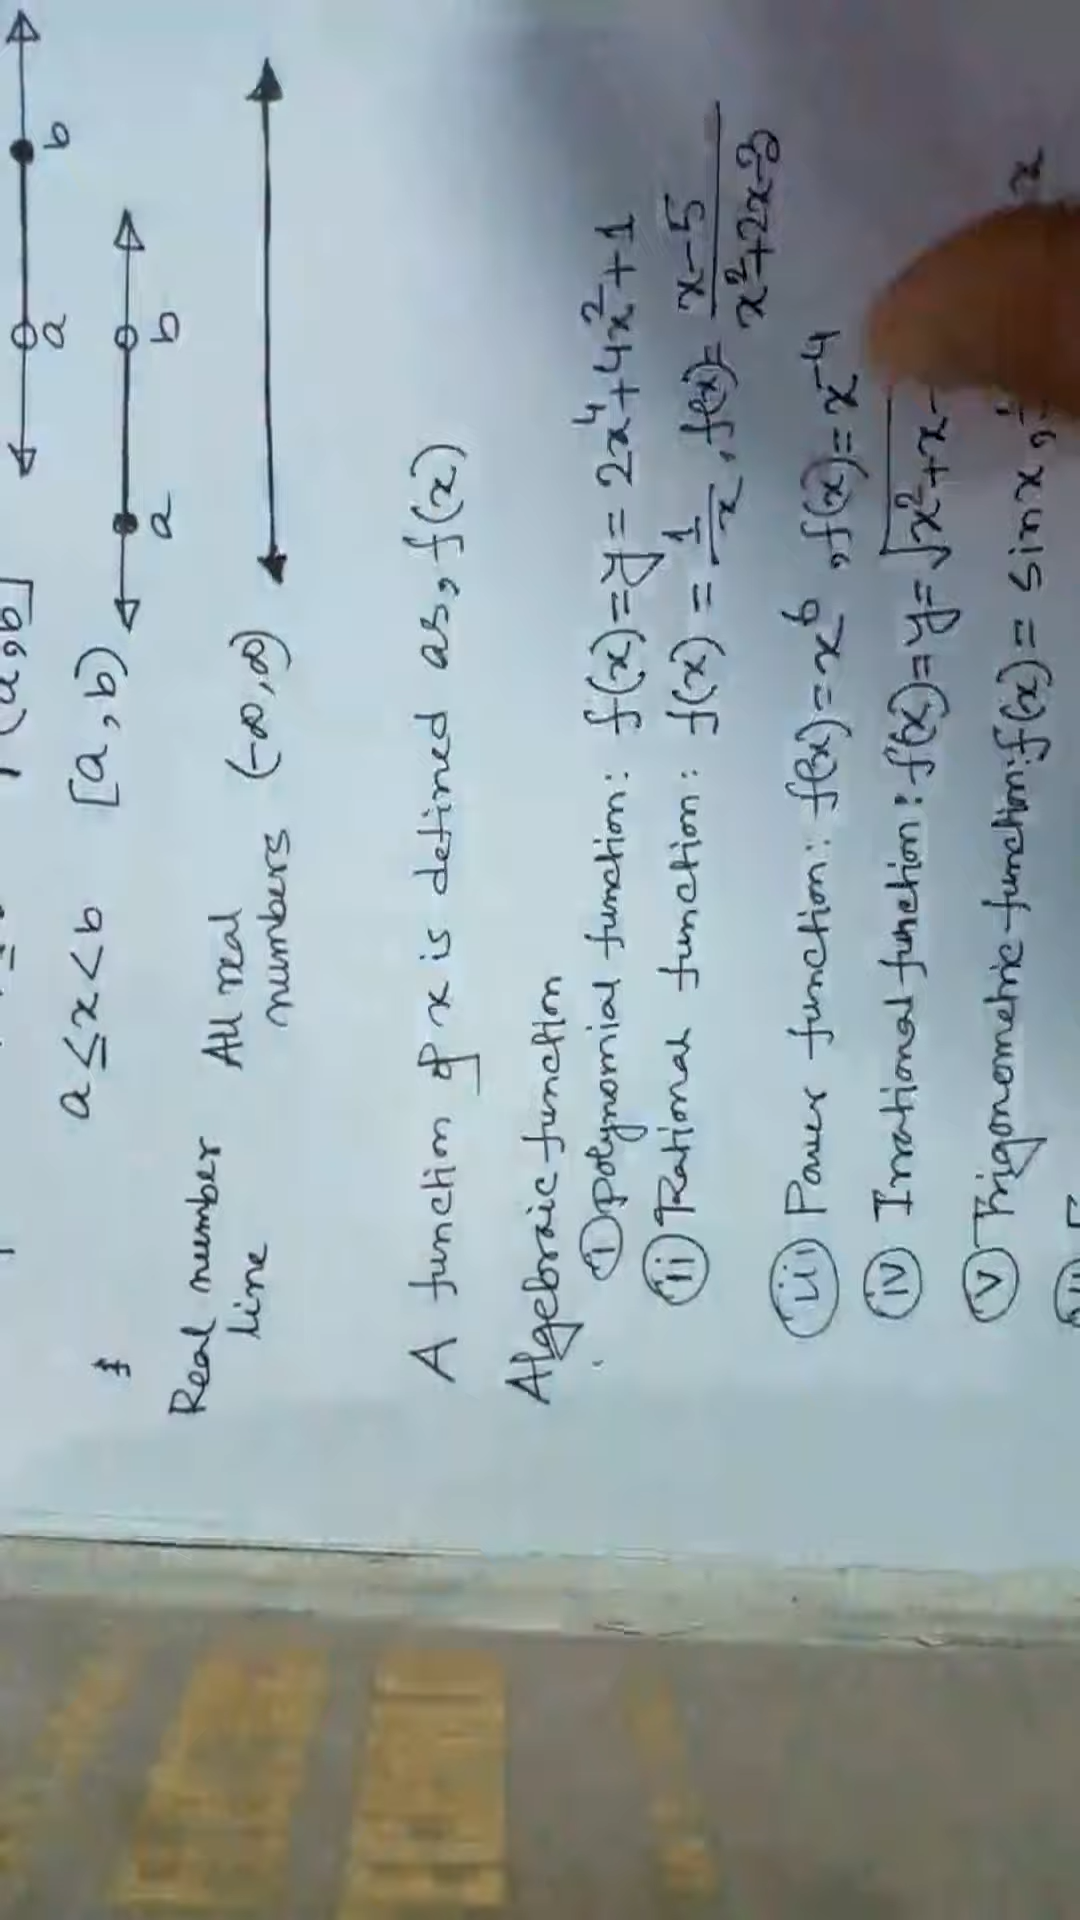 (a,b]
a b
a ≤ x < b [a,b)
a b
Real number line All real numbers (-∞,∞)
A function of x is defined as, f(x)
Algebraic function
(i) polynomial function: f(x)=y= 2x⁴+4x²+1
(ii) Rational function: f(x) = 1/x, f(x)= (x-5)/(x²+2x-3)
(iii) Power function: f(x)=x⁶, f(x)=x⁻⁴
(iv) Irrational function: f(x)=y=√x²+x-
(v) Trigonometric function: f(x)= sinx,